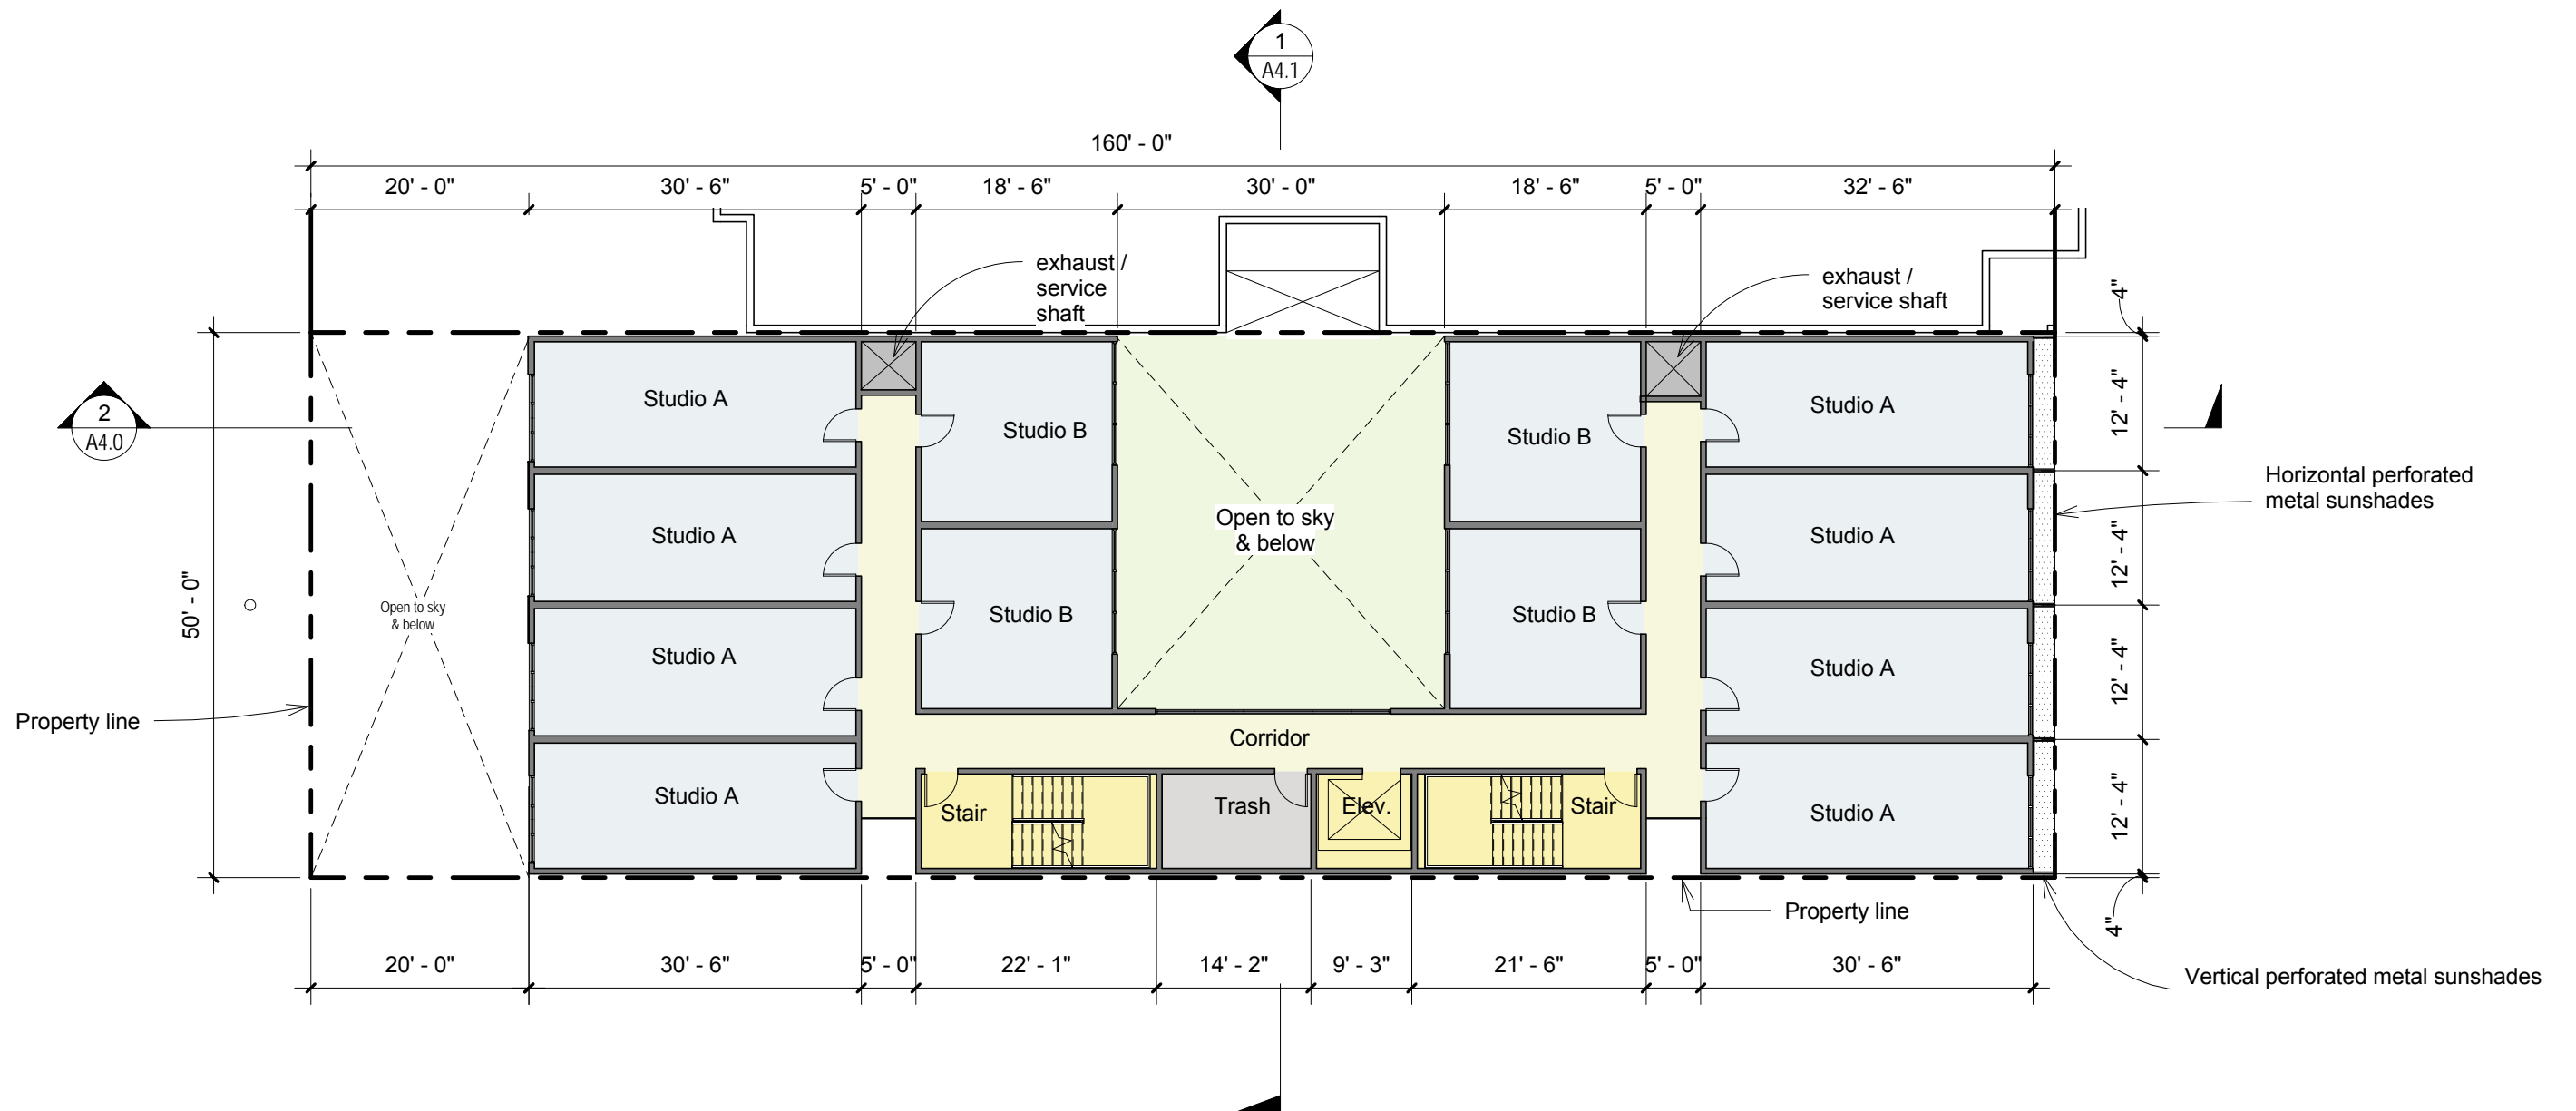 1
A4.1
160' - 0"
20' - 0"
30' - 6"
5' - 0"
18' - 6"
30' - 0"
18' - 6"
5' - 0"
32' - 6"
exhaust /
service
shaft
exhaust /
service shaft
4"
2
A4.0
Studio A
Studio B
Studio B
Studio A
12' - 4"
Horizontal perforated
metal sunshades
Open to sky
& below
Studio A
Studio A
12' - 4"
50' - 0"
Open to sky
& below
Studio B
Studio B
Studio A
Studio A
12' - 4"
Property line
Corridor
Studio A
Stair
Trash
Elev.
Stair
Studio A
12' - 4"
Property line
4"
20' - 0"
30' - 6"
5' - 0"
22' - 1"
14' - 2"
9' - 3"
21' - 6"
5' - 0"
30' - 6"
Vertical perforated metal sunshades